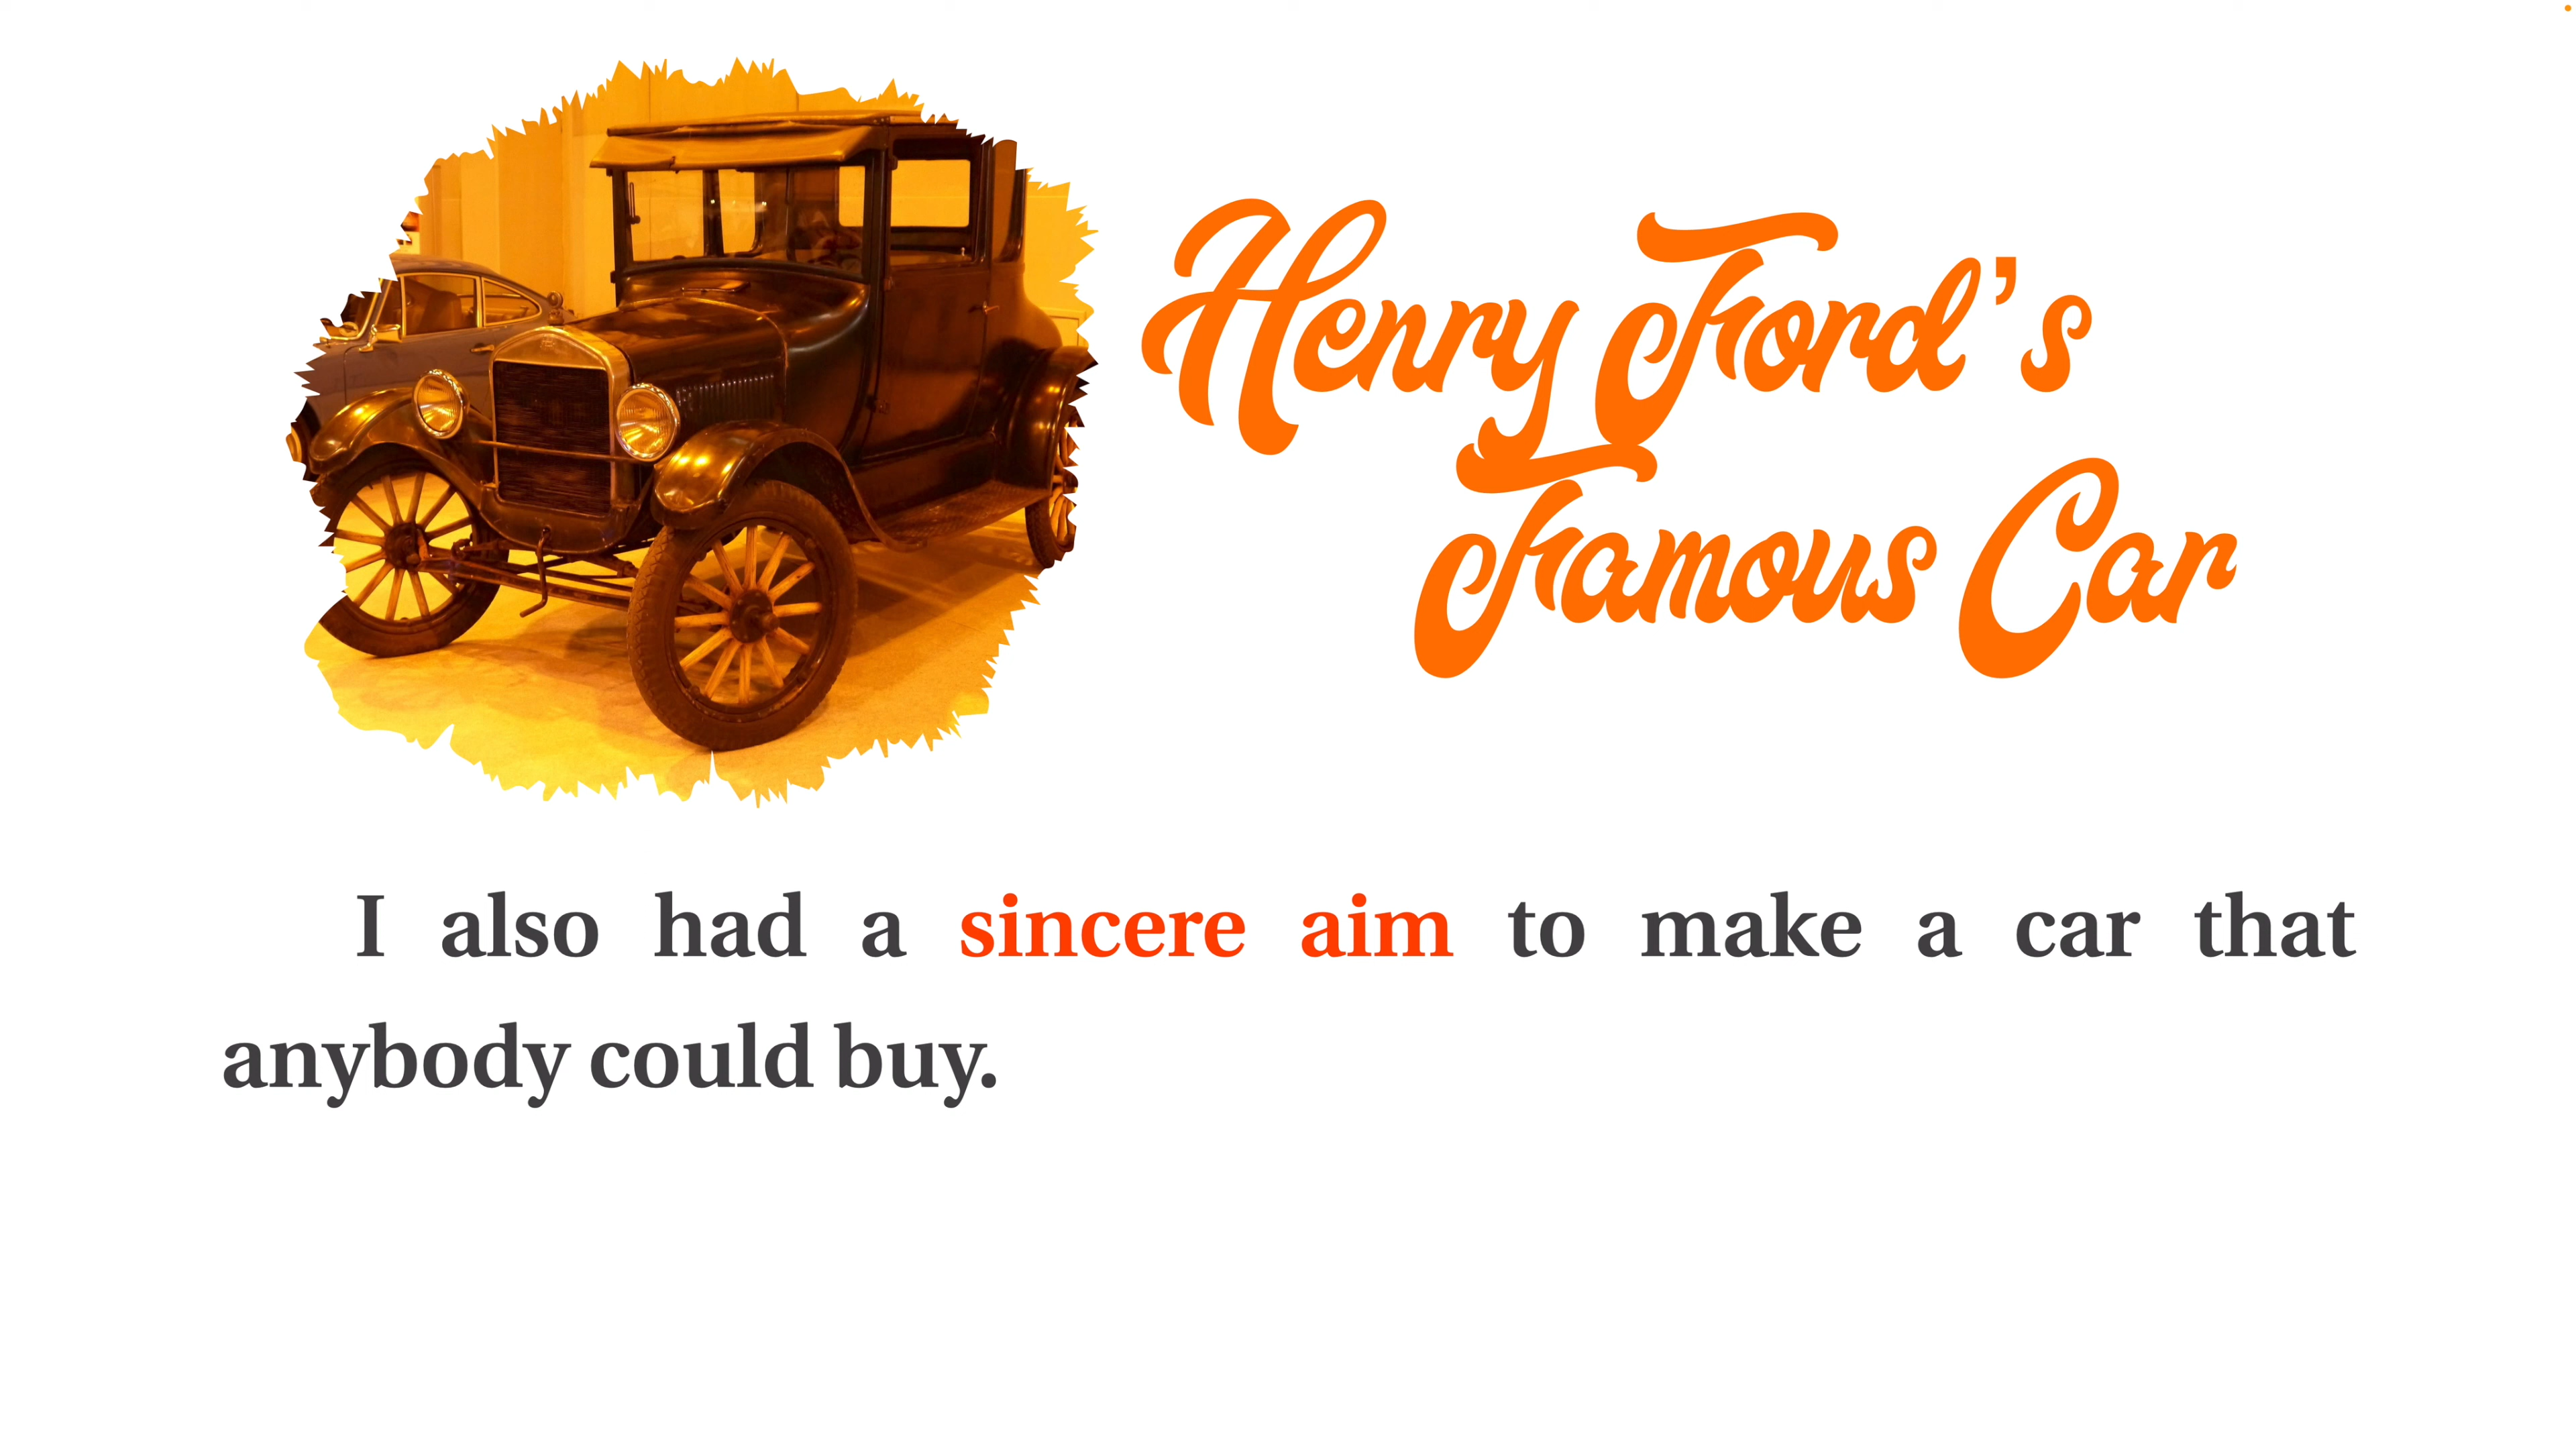 Henry Ford's
Famous Car
I also had a sincere aim to make a car that
anybody could buy.